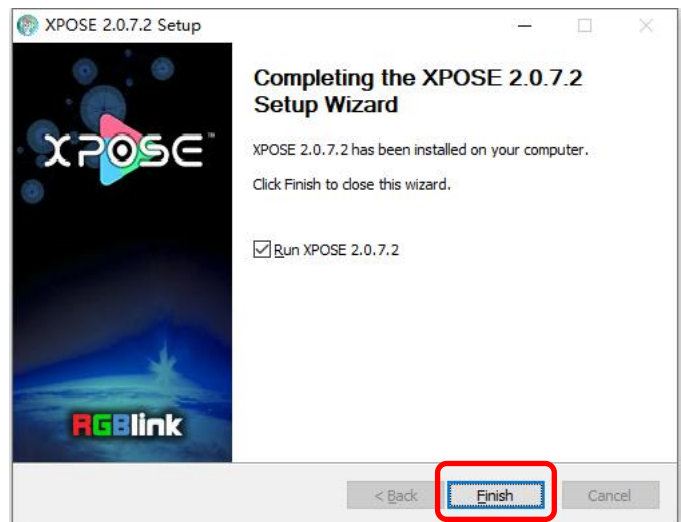 XPOSE 2.0.7.2 Setup
XPOSE™
Completing the XPOSE 2.0.7.2
Setup Wizard
XPOSE 2.0.7.2 has been installed on your computer.
Click Finish to close this wizard.
Run XPOSE 2.0.7.2
RGBlink
< Back
Finish
Cancel